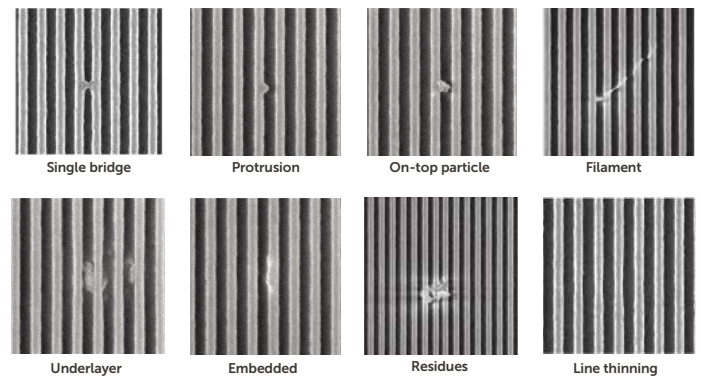 Single bridge
Protrusion
On-top particle
Filament
Underlayer
Embedded
Residues
Line thinning